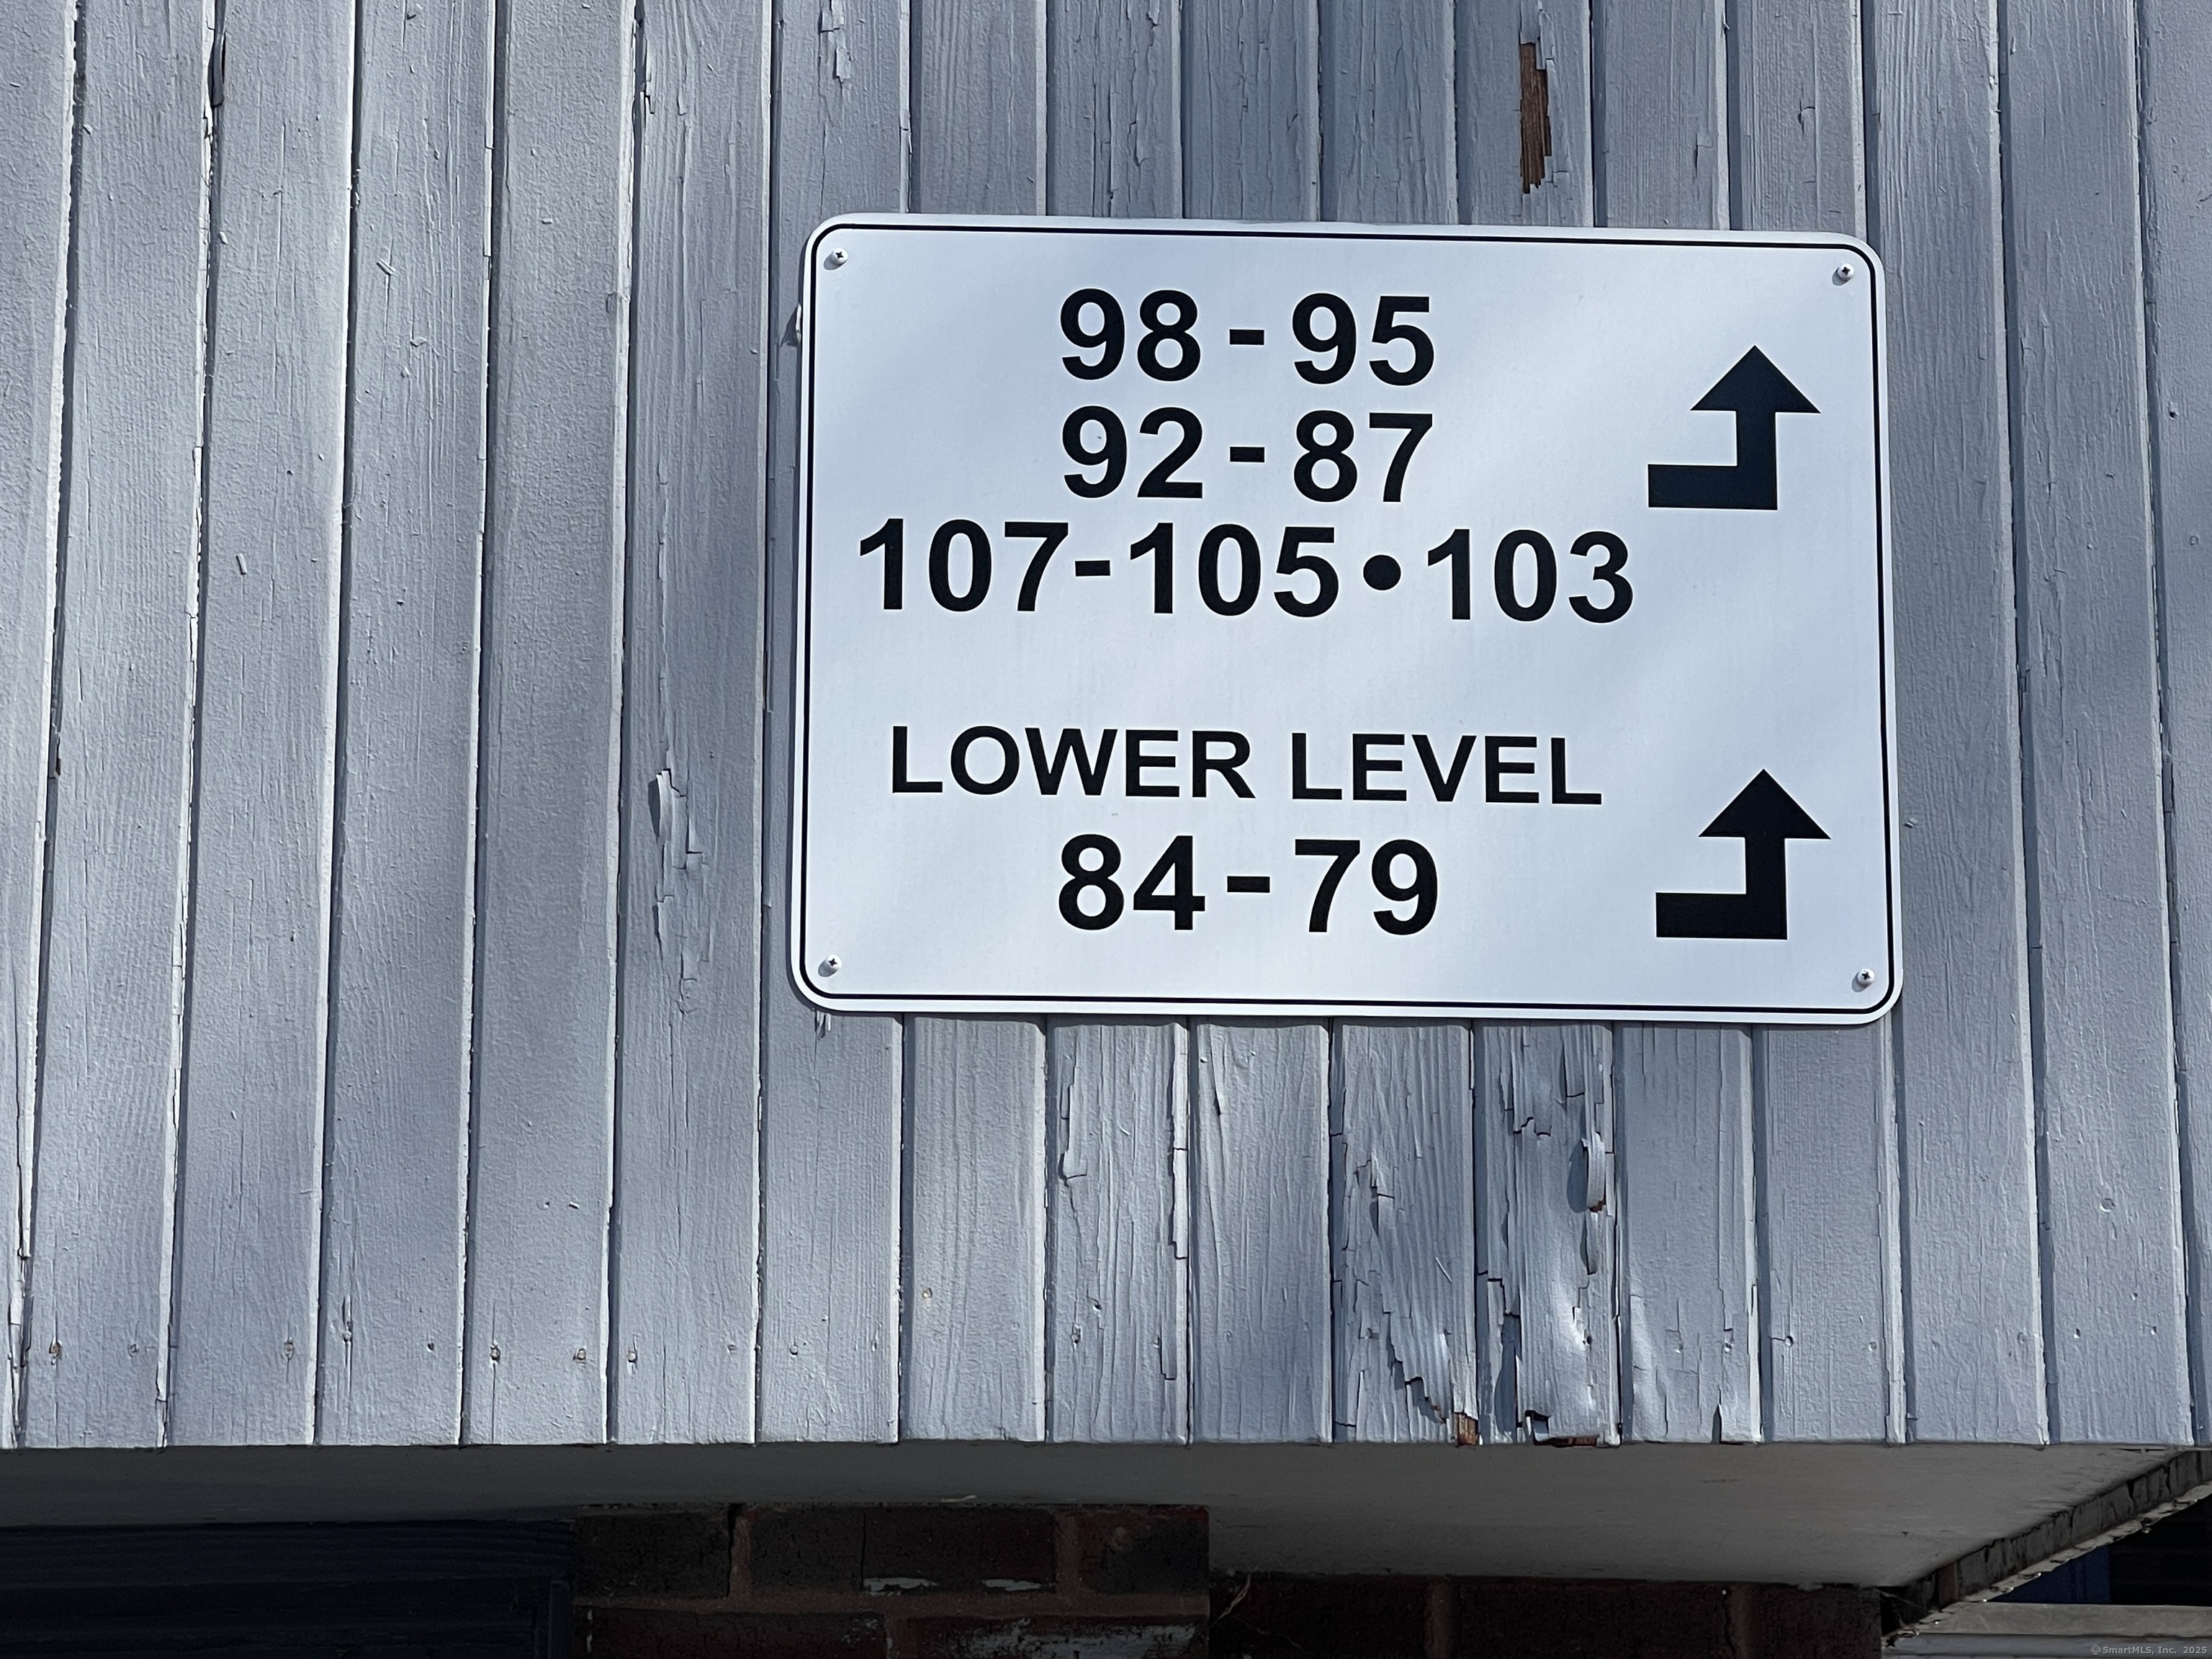 98 - 95
92 - 87
107-105•103
LOWER LEVEL
84 - 79
© SmartMLS, Inc. 2025